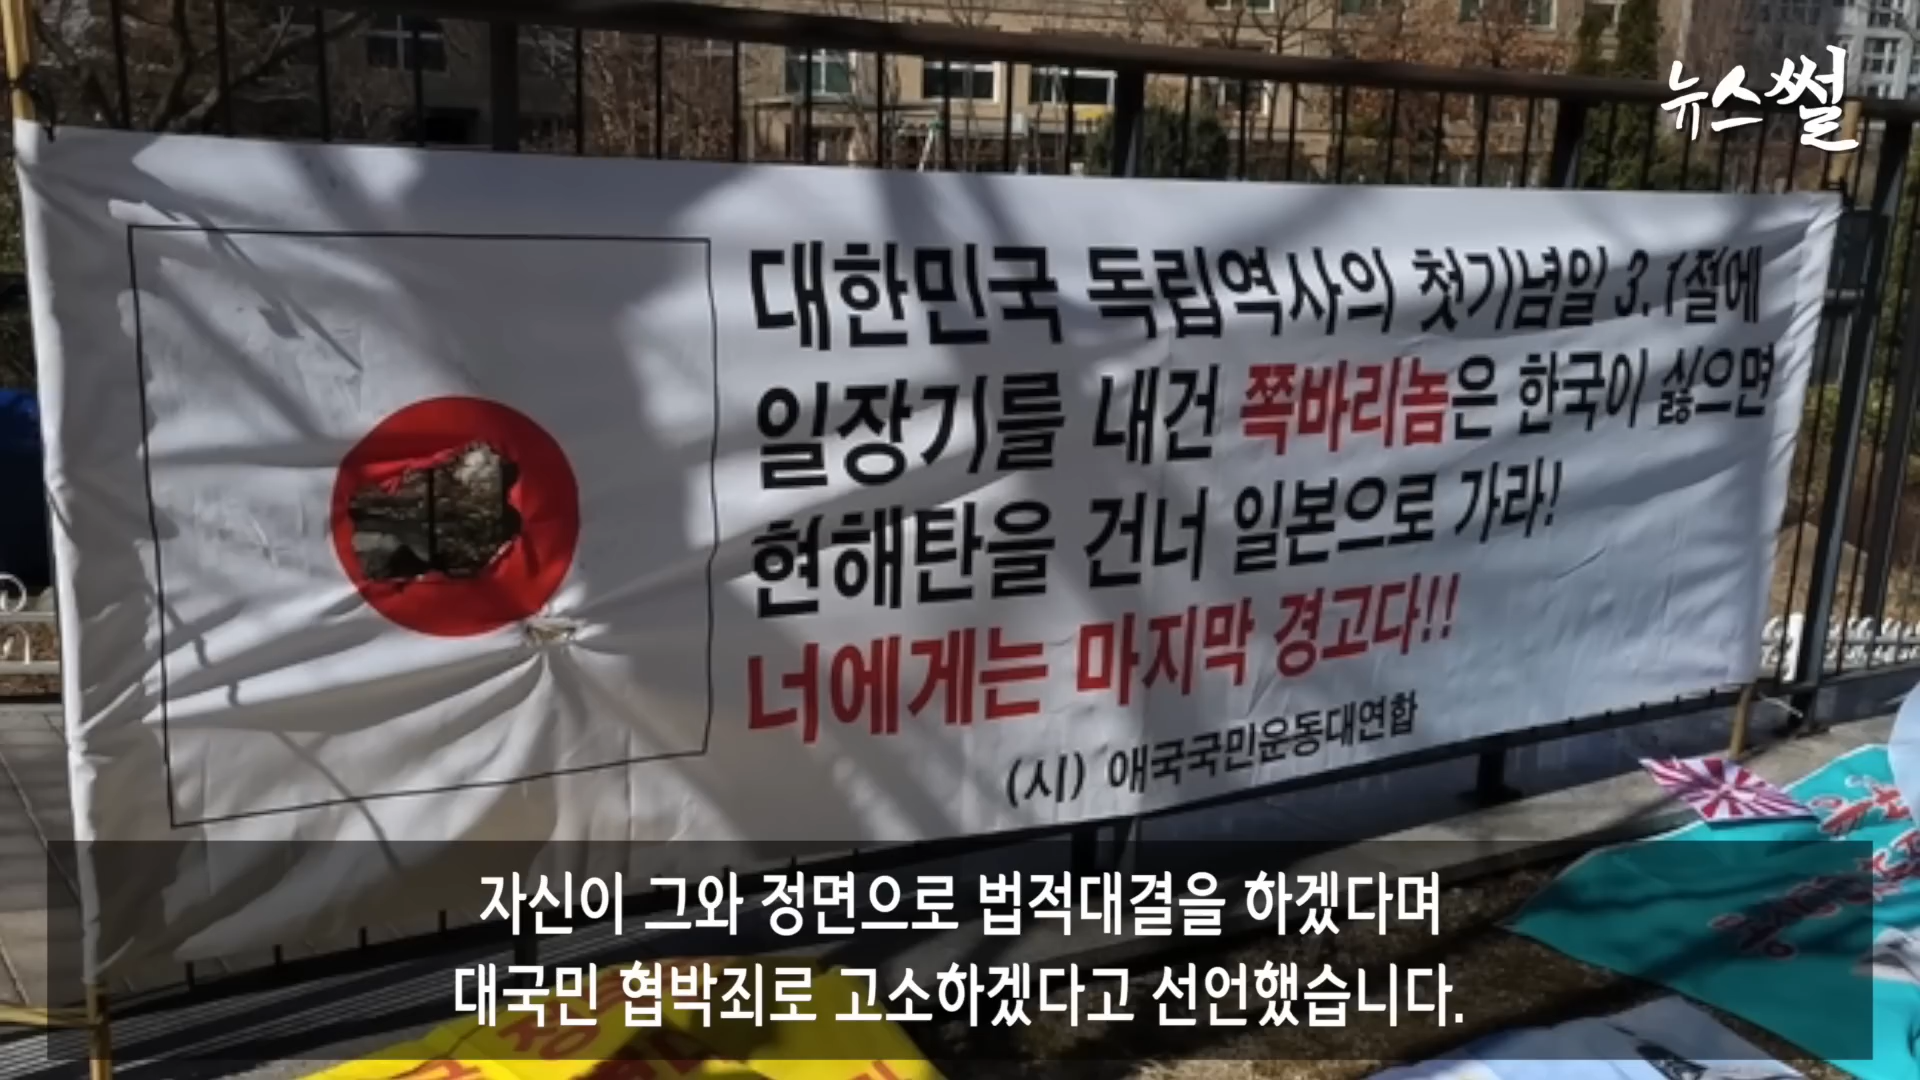 뉴스썰
대한민국 독립역사의 첫기념일 3.1절에
일장기를 내건 쪽바리놈은 한국이 싫으면
현해탄을 건너 일본으로 가라!
너에게는 마지막 경고다!!
(시) 애국국민운동대연합
자신이 그와 정면으로 법적대결을 하겠다며
대국민 협박죄로 고소하겠다고 선언했습니다.